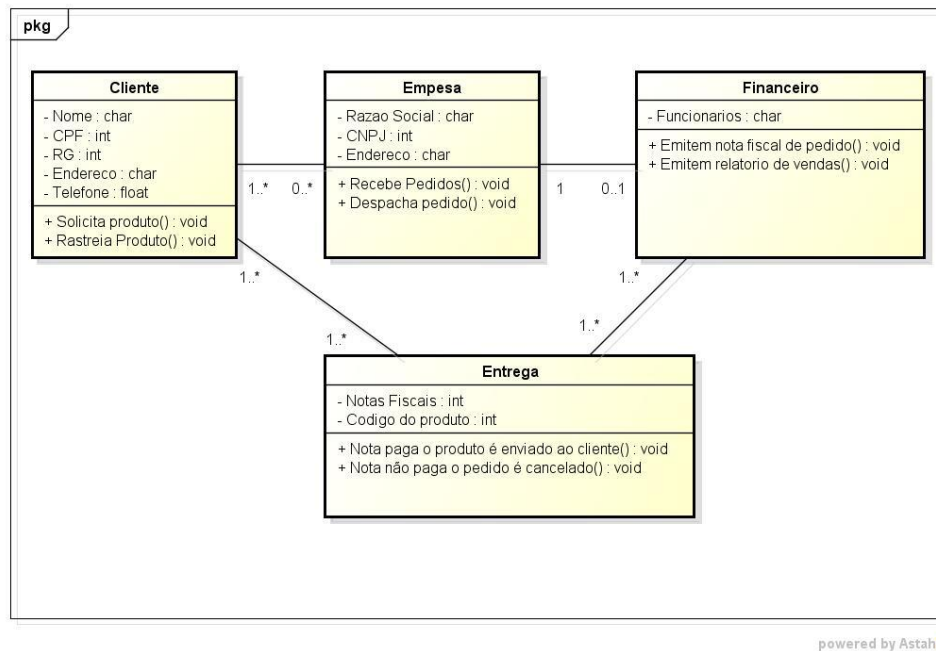 pkg
Cliente
- Nome : char
- CPF : int
- RG : int
- Endereco : char
- Telefone : float
+ Solicita produto() : void
+ Rastreia Produto() : void
Empesa
- Razao Social : char
- CNPJ : int
- Endereco : char
+ Recebe Pedidos() : void
+ Despacha pedido() : void
Financeiro
- Funcionarios : char
+ Emitem nota fiscal de pedido() : void
+ Emitem relatorio de vendas() : void
1..*
0..*
1
0..1
1..*
1..*
1..*
1..*
Entrega
- Notas Fiscais : int
- Codigo do produto : int
+ Nota paga o produto é enviado ao cliente() : void
+ Nota não paga o pedido é cancelado() : void
powered by Astah